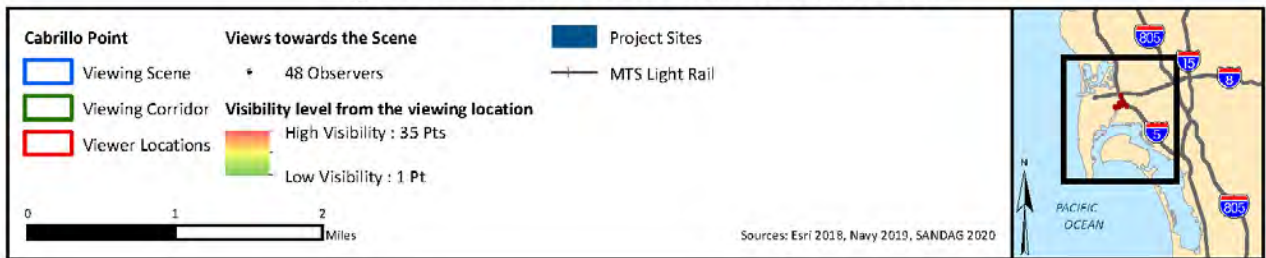 Cabrillo Point
Viewing Scene
Viewing Corridor
Viewer Locations
Views towards the Scene
48 Observers
Visibility level from the viewing location
High Visibility : 35 Pts
Low Visibility : 1 Pt
Project Sites
MTS Light Rail
0 1 2
Miles
Sources: Esri 2018, Navy 2019, SANDAG 2020
805
15
8
5
805
N
PACIFIC
OCEAN